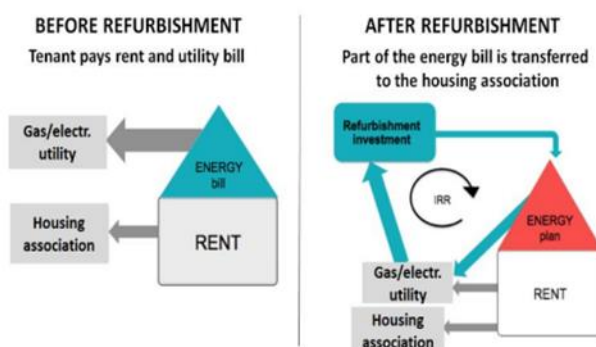 BEFORE REFURBISHMENT
Tenant pays rent and utility bill
Gas/electr.
utility
ENERGY
bill
Housing
association
RENT
AFTER REFURBISHMENT
Part of the energy bill is transferred
to the housing association
Refurbishment
investment
IRR
ENERGY
plan
Gas/electr.
utility
RENT
Housing
association